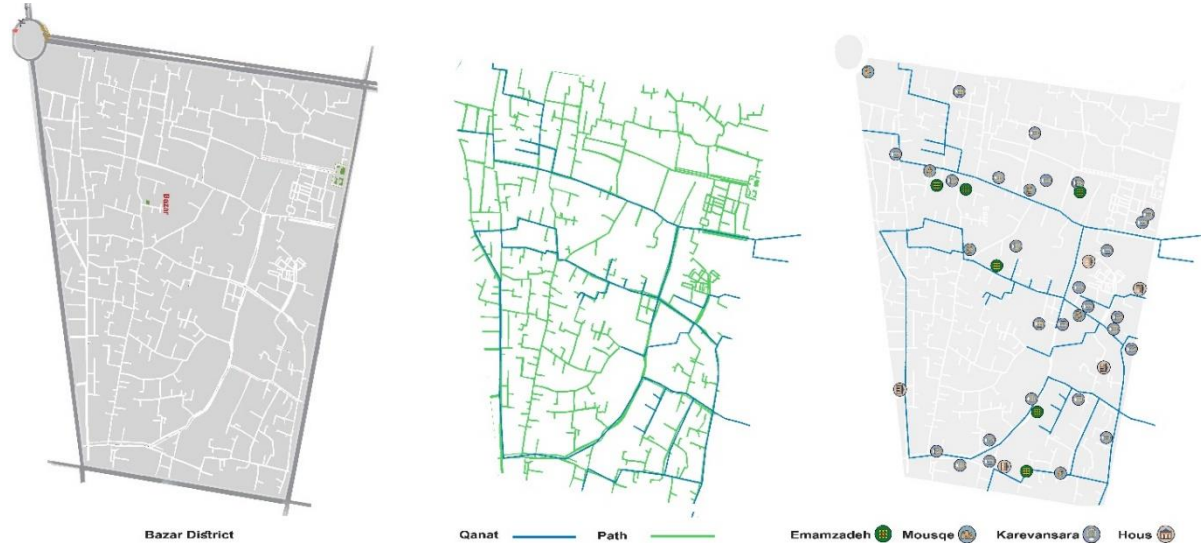 Bazar
Bazar District
Qanat
Path
Emamzadeh
Mousqe
Karevansara
Hous